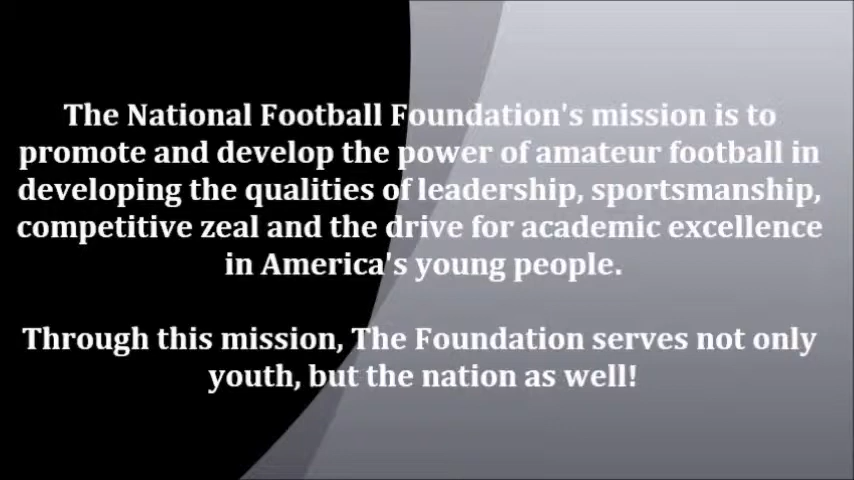 The National Football Foundation's mission is to
promote and develop the power of amateur football in
developing the qualities of leadership, sportsmanship,
competitive zeal and the drive for academic excellence
in America's young people.
Through this mission, The Foundation serves not only
youth, but the nation as well!